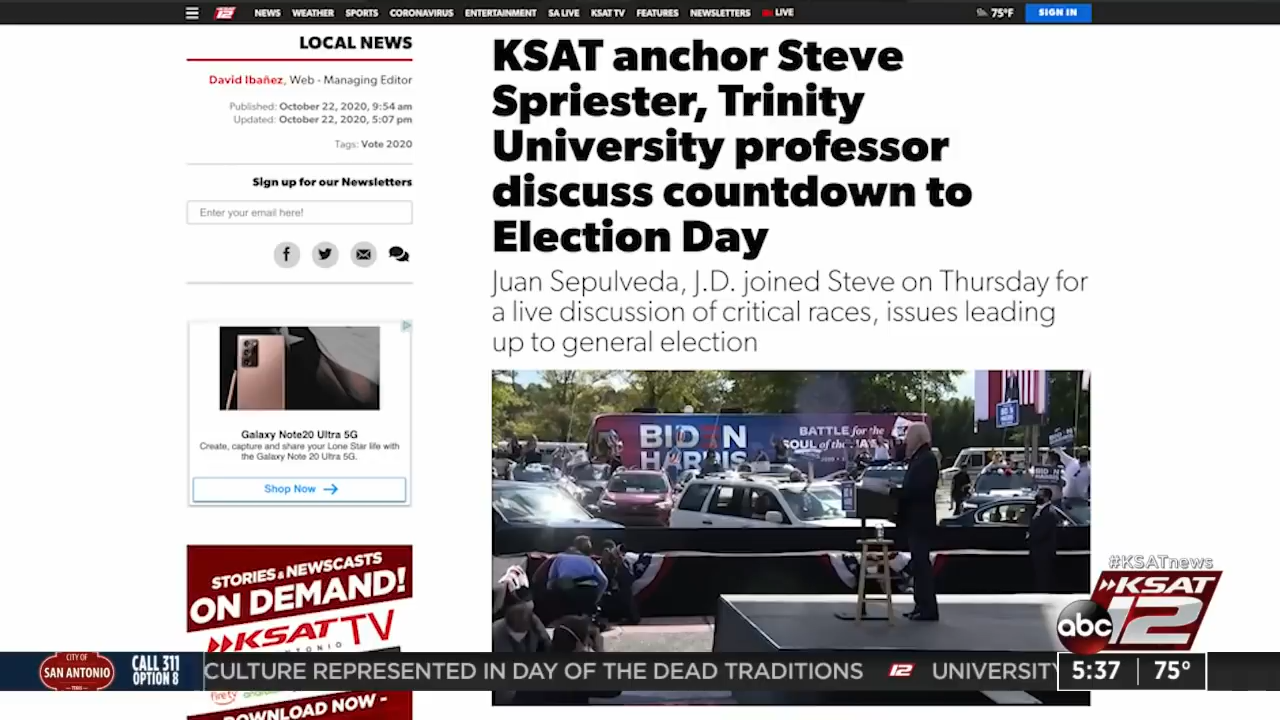 KSAT 12
NEWS WEATHER SPORTS CORONAVIRUS ENTERTAINMENT SA LIVE KSAT TV FEATURES NEWSLETTERS LIVE
75°F
SIGN IN
LOCAL NEWS
David Ibañez, Web - Managing Editor
Published: October 22, 2020, 9:54 am
Updated: October 22, 2020, 5:07 pm
Tags: Vote 2020
Sign up for our Newsletters
Enter your email here!
Galaxy Note20 Ultra 5G
Create, capture and share your Lone Star life with
the Galaxy Note 20 Ultra 5G.
Shop Now
STORIES & NEWSCASTS
ON DEMAND!
KSAT TV
DOWNLOAD NOW -
KSAT anchor Steve
Spriester, Trinity
University professor
discuss countdown to
Election Day
Juan Sepulveda, J.D. joined Steve on Thursday for
a live discussion of critical races, issues leading
up to general election
BIDEN
HARRIS
BATTLE for the
SOUL of the
#KSATnews
KSAT
abc 12
CITY OF
SAN ANTONIO
CALL 311
OPTION 8
CULTURE REPRESENTED IN DAY OF THE DEAD TRADITIONS 12 UNIVERSIT
5:37 75°